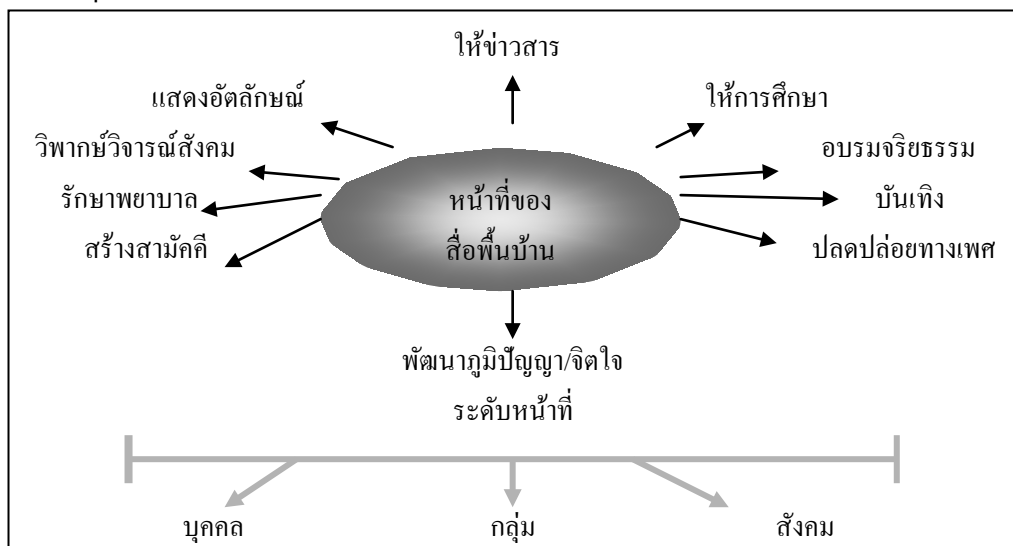 ให้ข่าวสาร
แสดงอัตลักษณ์
ให้การศึกษา
วิพากษ์วิจารณ์สังคม
อบรมจริยธรรม
รักษาพยาบาล
หน้าที่ของ
บันเทิง
สร้างสามัคคี
สื่อพื้นบ้าน
ปลดปล่อยทางเพศ
พัฒนาภูมิปัญญา/จิตใจ
ระดับหน้าที่
บุคคล
กลุ่ม
สังคม